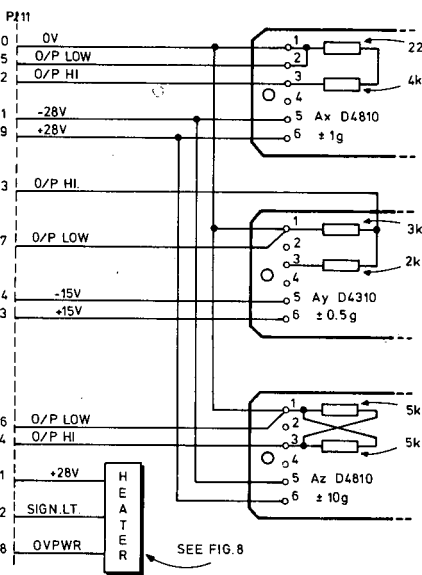 P211
0 0V
5 O/P LOW
2 O/P HI
1 -28V
9 +28V
1
2
3
4
5 Ax D4810
6 ± 1g
22
4k
3 O/P HI.
7 O/P LOW
4 -15V
3 +15V
1
2
3
4
5 Ay D4310
6 ± 0.5g
3k
2k
6 O/P LOW
4 O/P HI
1
2
3
4
5 Az D4810
6 ± 10g
5k
5k
1 +28V
2 SIGN.LT.
8 0VPWR
HEATER
SEE FIG.8